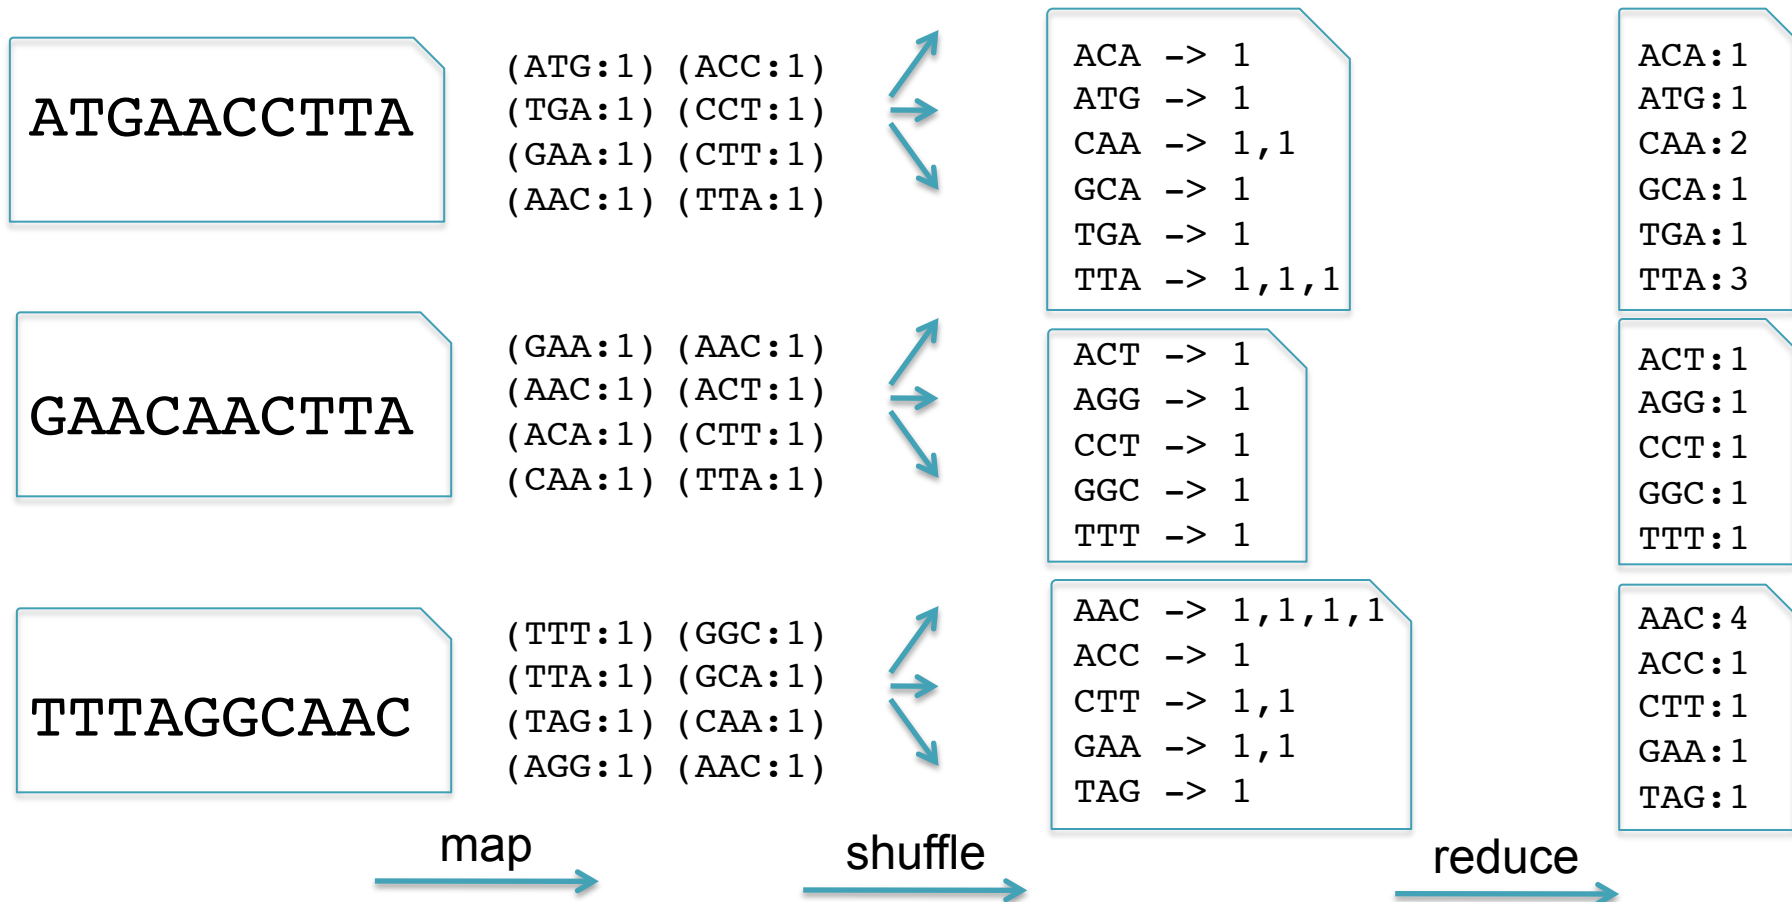 ATGAACCTTA
(ATG:1) (ACC:1)
(TGA:1) (CCT:1)
(GAA:1) (CTT:1)
(AAC:1) (TTA:1)
ACA -> 1
ATG -> 1
CAA -> 1,1
GCA -> 1
TGA -> 1
TTA -> 1,1,1
ACA:1
ATG:1
CAA:2
GCA:1
TGA:1
TTA:3
GAACAACTTA
(GAA:1) (AAC:1)
(AAC:1) (ACT:1)
(ACA:1) (CTT:1)
(CAA:1) (TTA:1)
ACT -> 1
AGG -> 1
CCT -> 1
GGC -> 1
TTT -> 1
ACT:1
AGG:1
CCT:1
GGC:1
TTT:1
TTTAGGCAAC
(TTT:1) (GGC:1)
(TTA:1) (GCA:1)
(TAG:1) (CAA:1)
(AGG:1) (AAC:1)
AAC -> 1,1,1,1
ACC -> 1
CTT -> 1,1
GAA -> 1,1
TAG -> 1
AAC:4
ACC:1
CTT:1
GAA:1
TAG:1
map
shuffle
reduce